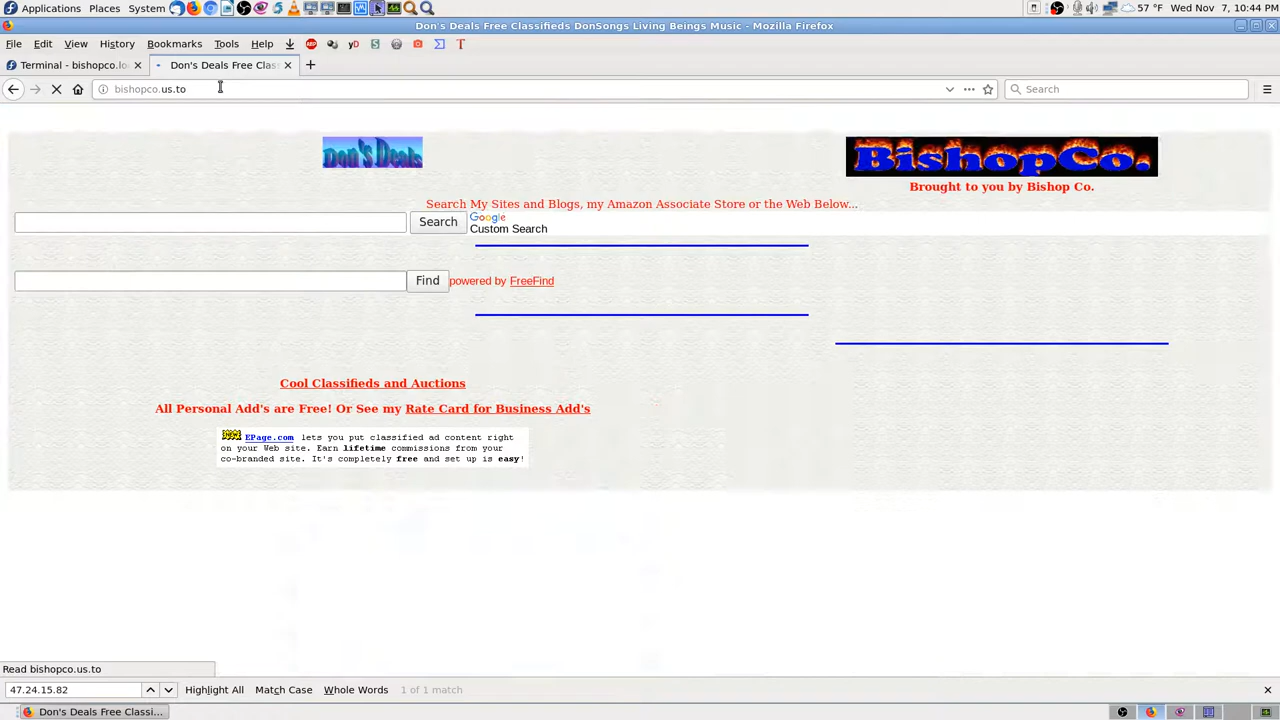 Applications Places System 57 °F Wed Nov 7, 10:44 PM
Don's Deals Free Classifieds DonSongs Living Beings Music - Mozilla Firefox
File Edit View History Bookmarks Tools Help
Terminal - bishopco.lo Don's Deals Free Clas
bishopco.us.to Search
Don's Deals BishopCo.
Brought to you by Bishop Co.
Search My Sites and Blogs, my Amazon Associate Store or the Web Below...
Search Google
Custom Search
Find powered by FreeFind
Cool Classifieds and Auctions
All Personal Add's are Free! Or See my Rate Card for Business Add's
EPage.com lets you put classified ad content right
on your Web site. Earn lifetime commissions from your
co-branded site. It's completely free and set up is easy!
Read bishopco.us.to
47.24.15.82 Highlight All Match Case Whole Words 1 of 1 match
Don's Deals Free Classi...